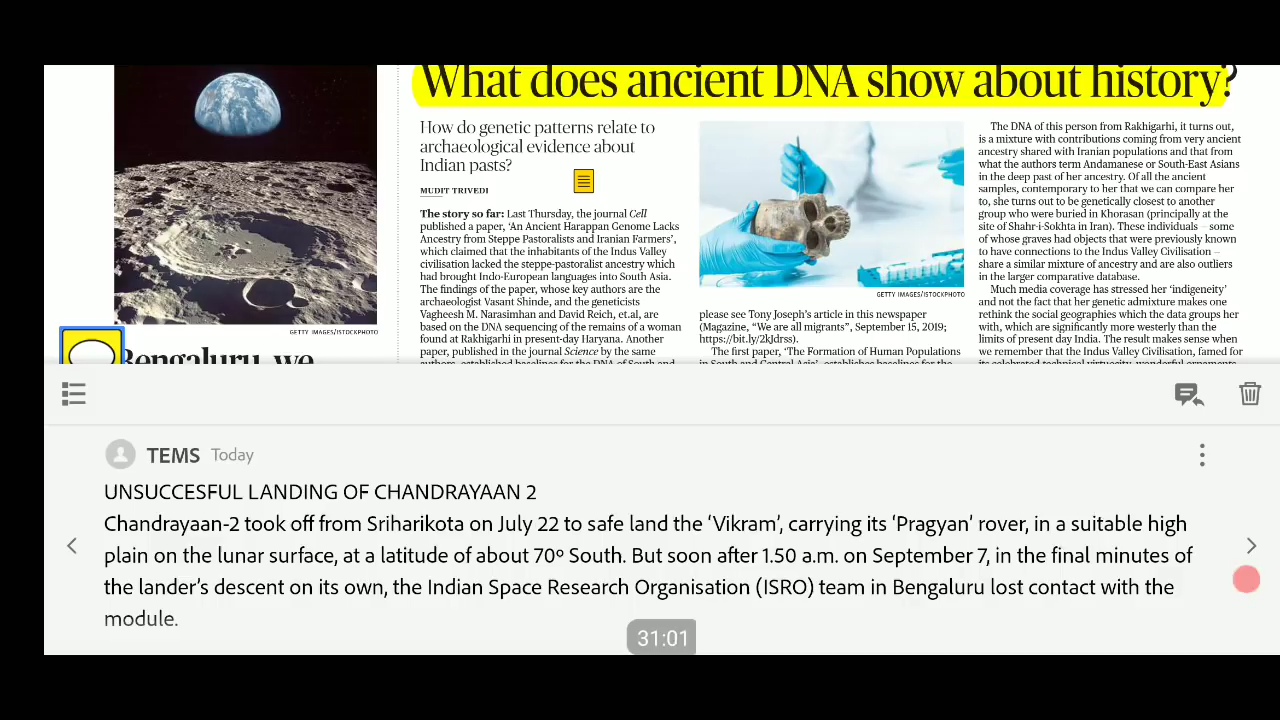 What does ancient DNA show about history?
GETTY IMAGES/ISTOCKPHOTO
Bengaluru, we
How do genetic patterns relate to
archaeological evidence about
Indian pasts?
MUDIT TRIVEDI
The story so far: Last Thursday, the journal Cell
published a paper, ‘An Ancient Harappan Genome Lacks
Ancestry from Steppe Pastoralists and Iranian Farmers’,
which claimed that the inhabitants of the Indus Valley
civilisation lacked the steppe-pastoralist ancestry which
had brought Indo-European languages into South Asia.
The findings of the paper, whose key authors are the
archaeologist Vasant Shinde, and the geneticists
Vagheesh M. Narasimhan and David Reich, et.al, are
based on the DNA sequencing of the remains of a woman
found at Rakhigarhi in present-day Haryana. Another
paper, published in the journal Science by the same
authors, established baselines for the DNA of South and
GETTY IMAGES/ISTOCKPHOTO
please see Tony Joseph's article in this newspaper
(Magazine, “We are all migrants”, September 15, 2019;
https://bit.ly/2kJdrss).
The first paper, ‘The Formation of Human Populations
in South and Central Asia’, establishes baselines for the
The DNA of this person from Rakhigarhi, it turns out,
is a mixture with contributions coming from very ancient
ancestry shared with Iranian populations and that from
what the authors term Andamanese or South-East Asians
in the deep past of her ancestry. Of all the ancient
samples, contemporary to her that we can compare her
to, she turns out to be genetically closest to another
group who were buried in Khorasan (principally at the
site of Shahr-i-Sokhta in Iran). These individuals — some
of whose graves had objects that were previously known
to have connections to the Indus Valley Civilisation —
share a similar mixture of ancestry and are also outliers
in the larger comparative database.
Much media coverage has stressed her ‘indigeneity’
and not the fact that her genetic admixture makes one
rethink the social geographies which the data groups her
with, which are significantly more westerly than the
limits of present day India. The result makes sense when
we remember that the Indus Valley Civilisation, famed for
its celebrated technical virtuosity, wonderful ornaments
TEMS Today
UNSUCCESFUL LANDING OF CHANDRAYAAN 2
Chandrayaan-2 took off from Sriharikota on July 22 to safe land the ‘Vikram’, carrying its ‘Pragyan’ rover, in a suitable high
plain on the lunar surface, at a latitude of about 70º South. But soon after 1.50 a.m. on September 7, in the final minutes of
the lander’s descent on its own, the Indian Space Research Organisation (ISRO) team in Bengaluru lost contact with the
module.
31:01